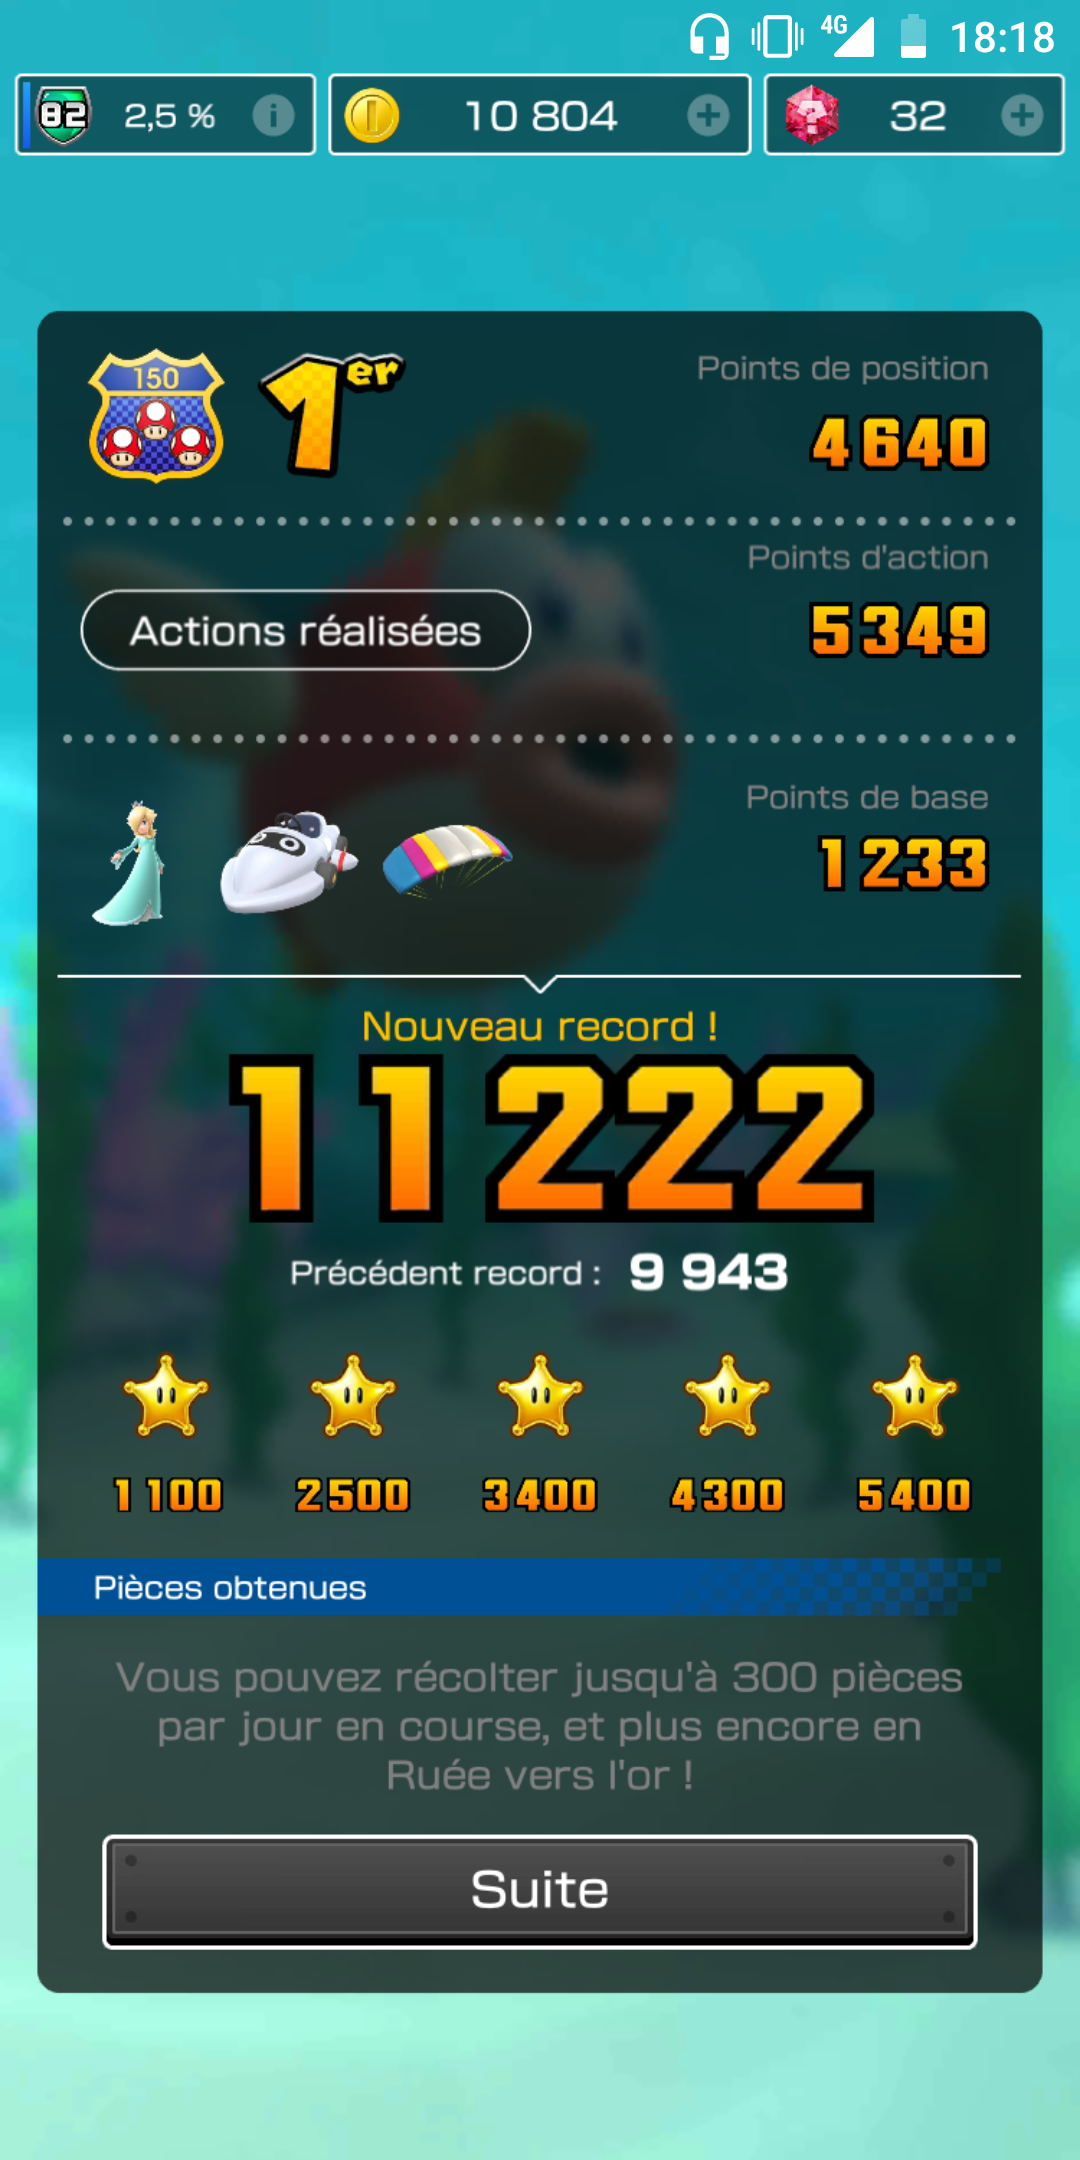 4G 18:18
82 2,5 % i 10 804 + 32 +
150 1er Points de position
4640
Points d'action
Actions réalisées 5349
Points de base
1233
Nouveau record !
11222
Précédent record : 9 943
1100 2500 3400 4300 5400
Pièces obtenues
Vous pouvez récolter jusqu'à 300 pièces
par jour en course, et plus encore en
Ruée vers l'or !
Suite